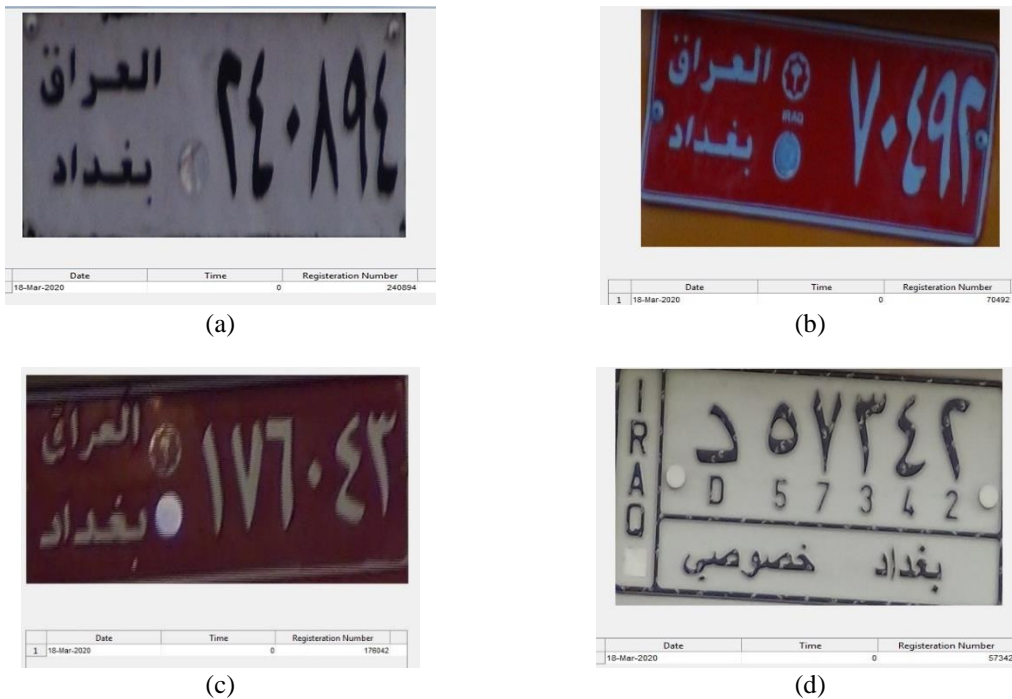 العراق ٢٤٠٨٩٤
بغداد
Date Time Registeration Number
18-Mar-2020 0 240894
(a)
العراق ٧٠٤٩٢
IRAQ
بغداد
Date Time Registeration Number
1 18-Mar-2020 0 70492
(b)
العراق ١٧٦٠٤٣
بغداد
Date Time Registeration Number
1 18-Mar-2020 0 176042
(c)
IRAQ
د ٥٧٣٤٢
D 5 7 3 4 2
بغداد خصوصي
Date Time Registeration Number
18-Mar-2020 0 57342
(d)